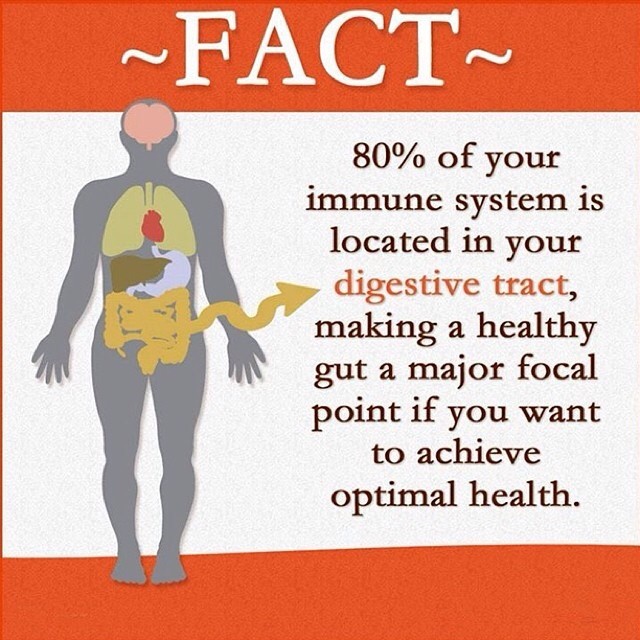 ~FACT~
80% of your
immune system is
located in your
digestive tract,
making a healthy
gut a major focal
point if you want
to achieve
optimal health.